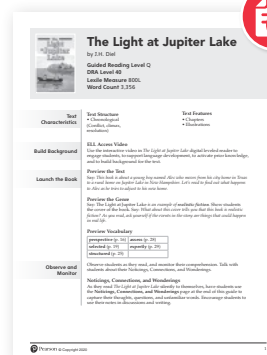 The Light at Jupiter Lake
by J.H. Diel
Guided Reading Level Q
DRA Level 40
Lexile Measure 800L
Word Count 3,356
Text Characteristics
Text Structure
• Chronological
(Conflict, climax,
resolution)
Text Features
• Chapters
• Illustrations
Build Background
ELL Access Video
Use the interactive video in The Light at Jupiter Lake digital leveled reader to
engage students, to support language development, to activate prior knowledge,
and to build background for the text.
Launch the Book
Preview the Text
Say: This book is about a young boy named Alex who moves from his city home in Texas
to a rural home on Jupiter Lake in New Hampshire. Let's read to find out what happens
to Alex as he tries to adjust to his new home.
Preview the Genre
Say: The Light at Jupiter Lake is an example of realistic fiction. Show students
the cover of the book. Say: What about this cover tells you that this book is realistic
fiction? As you read, ask yourself if the events in the story are things that could happen
in real life.
Preview Vocabulary
perspective (p. 16) assess (p. 28)
selected (p. 19) expertly (p. 29)
structured (p. 25)
Observe and Monitor
Observe students as they read, and monitor their comprehension. Talk with
students about their Noticings, Connections, and Wonderings.
Noticings, Connections, and Wonderings
As they read The Light at Jupiter Lake silently to themselves, have students use
the Noticings, Connections, and Wonderings page at the end of this guide to
capture their thoughts, questions, and unfamiliar words. Encourage students to
use their notes in discussion and writing.
Pearson © Copyright 2020.
1